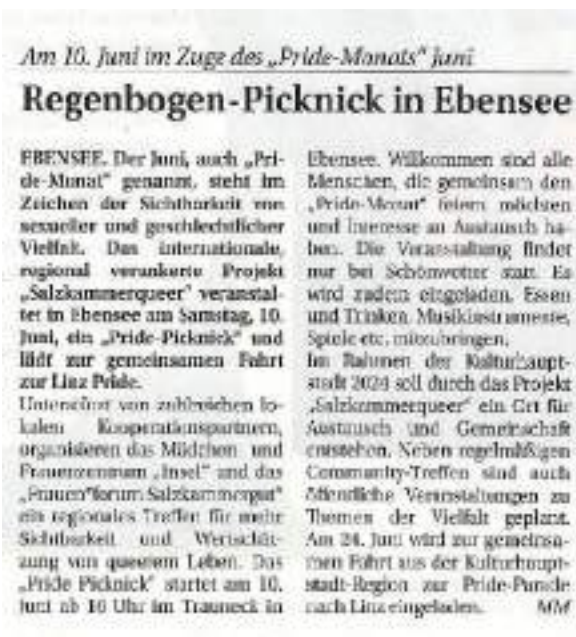 Am 10. Juni im Zuge des „Pride-Monats“ Juni
Regenbogen-Picknick in Ebensee
EBENSEE. Der Juni, auch „Pri-
de-Monat“ genannt, steht im
Zeichen der Sichtbarkeit von
sexueller und geschlechtlicher
Vielfalt. Das internationale,
regional verankerte Projekt
„Salzkammerqueer“ veranstal-
tet in Ebensee am Samstag, 10.
Juni, ein „Pride-Picknick“ und
lädt zur gemeinsamen Fahrt
zur Linz Pride.
Unterstützt von zahlreichen lo-
kalen Kooperationspartnern,
organisieren das Mädchen- und
Frauenzentrum „Insel“ und das
„Frauen*forum Salzkammergut“
ein regionales Treffen für mehr
Sichtbarkeit und Wertschät-
zung von queerem Leben. Das
„Pride Picknick“ startet am 10.
Juni ab 16 Uhr im Trauneck in
Ebensee. Willkommen sind alle
Menschen, die gemeinsam den
„Pride-Monat“ feiern möchten
und Interesse an Austausch ha-
ben. Die Veranstaltung findet
nur bei Schönwetter statt. Es
wird zudem eingeladen, Essen
und Trinken, Musikinstrumente,
Spiele etc. mitzubringen.
Im Rahmen der Kulturhaupt-
stadt 2024 soll durch das Projekt
„Salzkammerqueer“ ein Ort für
Austausch und Gemeinschaft
entstehen. Neben regelmäßigen
Community-Treffen sind auch
öffentliche Veranstaltungen zu
Themen der Vielfalt geplant.
Am 24. Juni wird zur gemeinsa-
men Fahrt aus der Kulturhaupt-
stadt-Region zur Pride-Parade
nach Linz eingeladen. MM